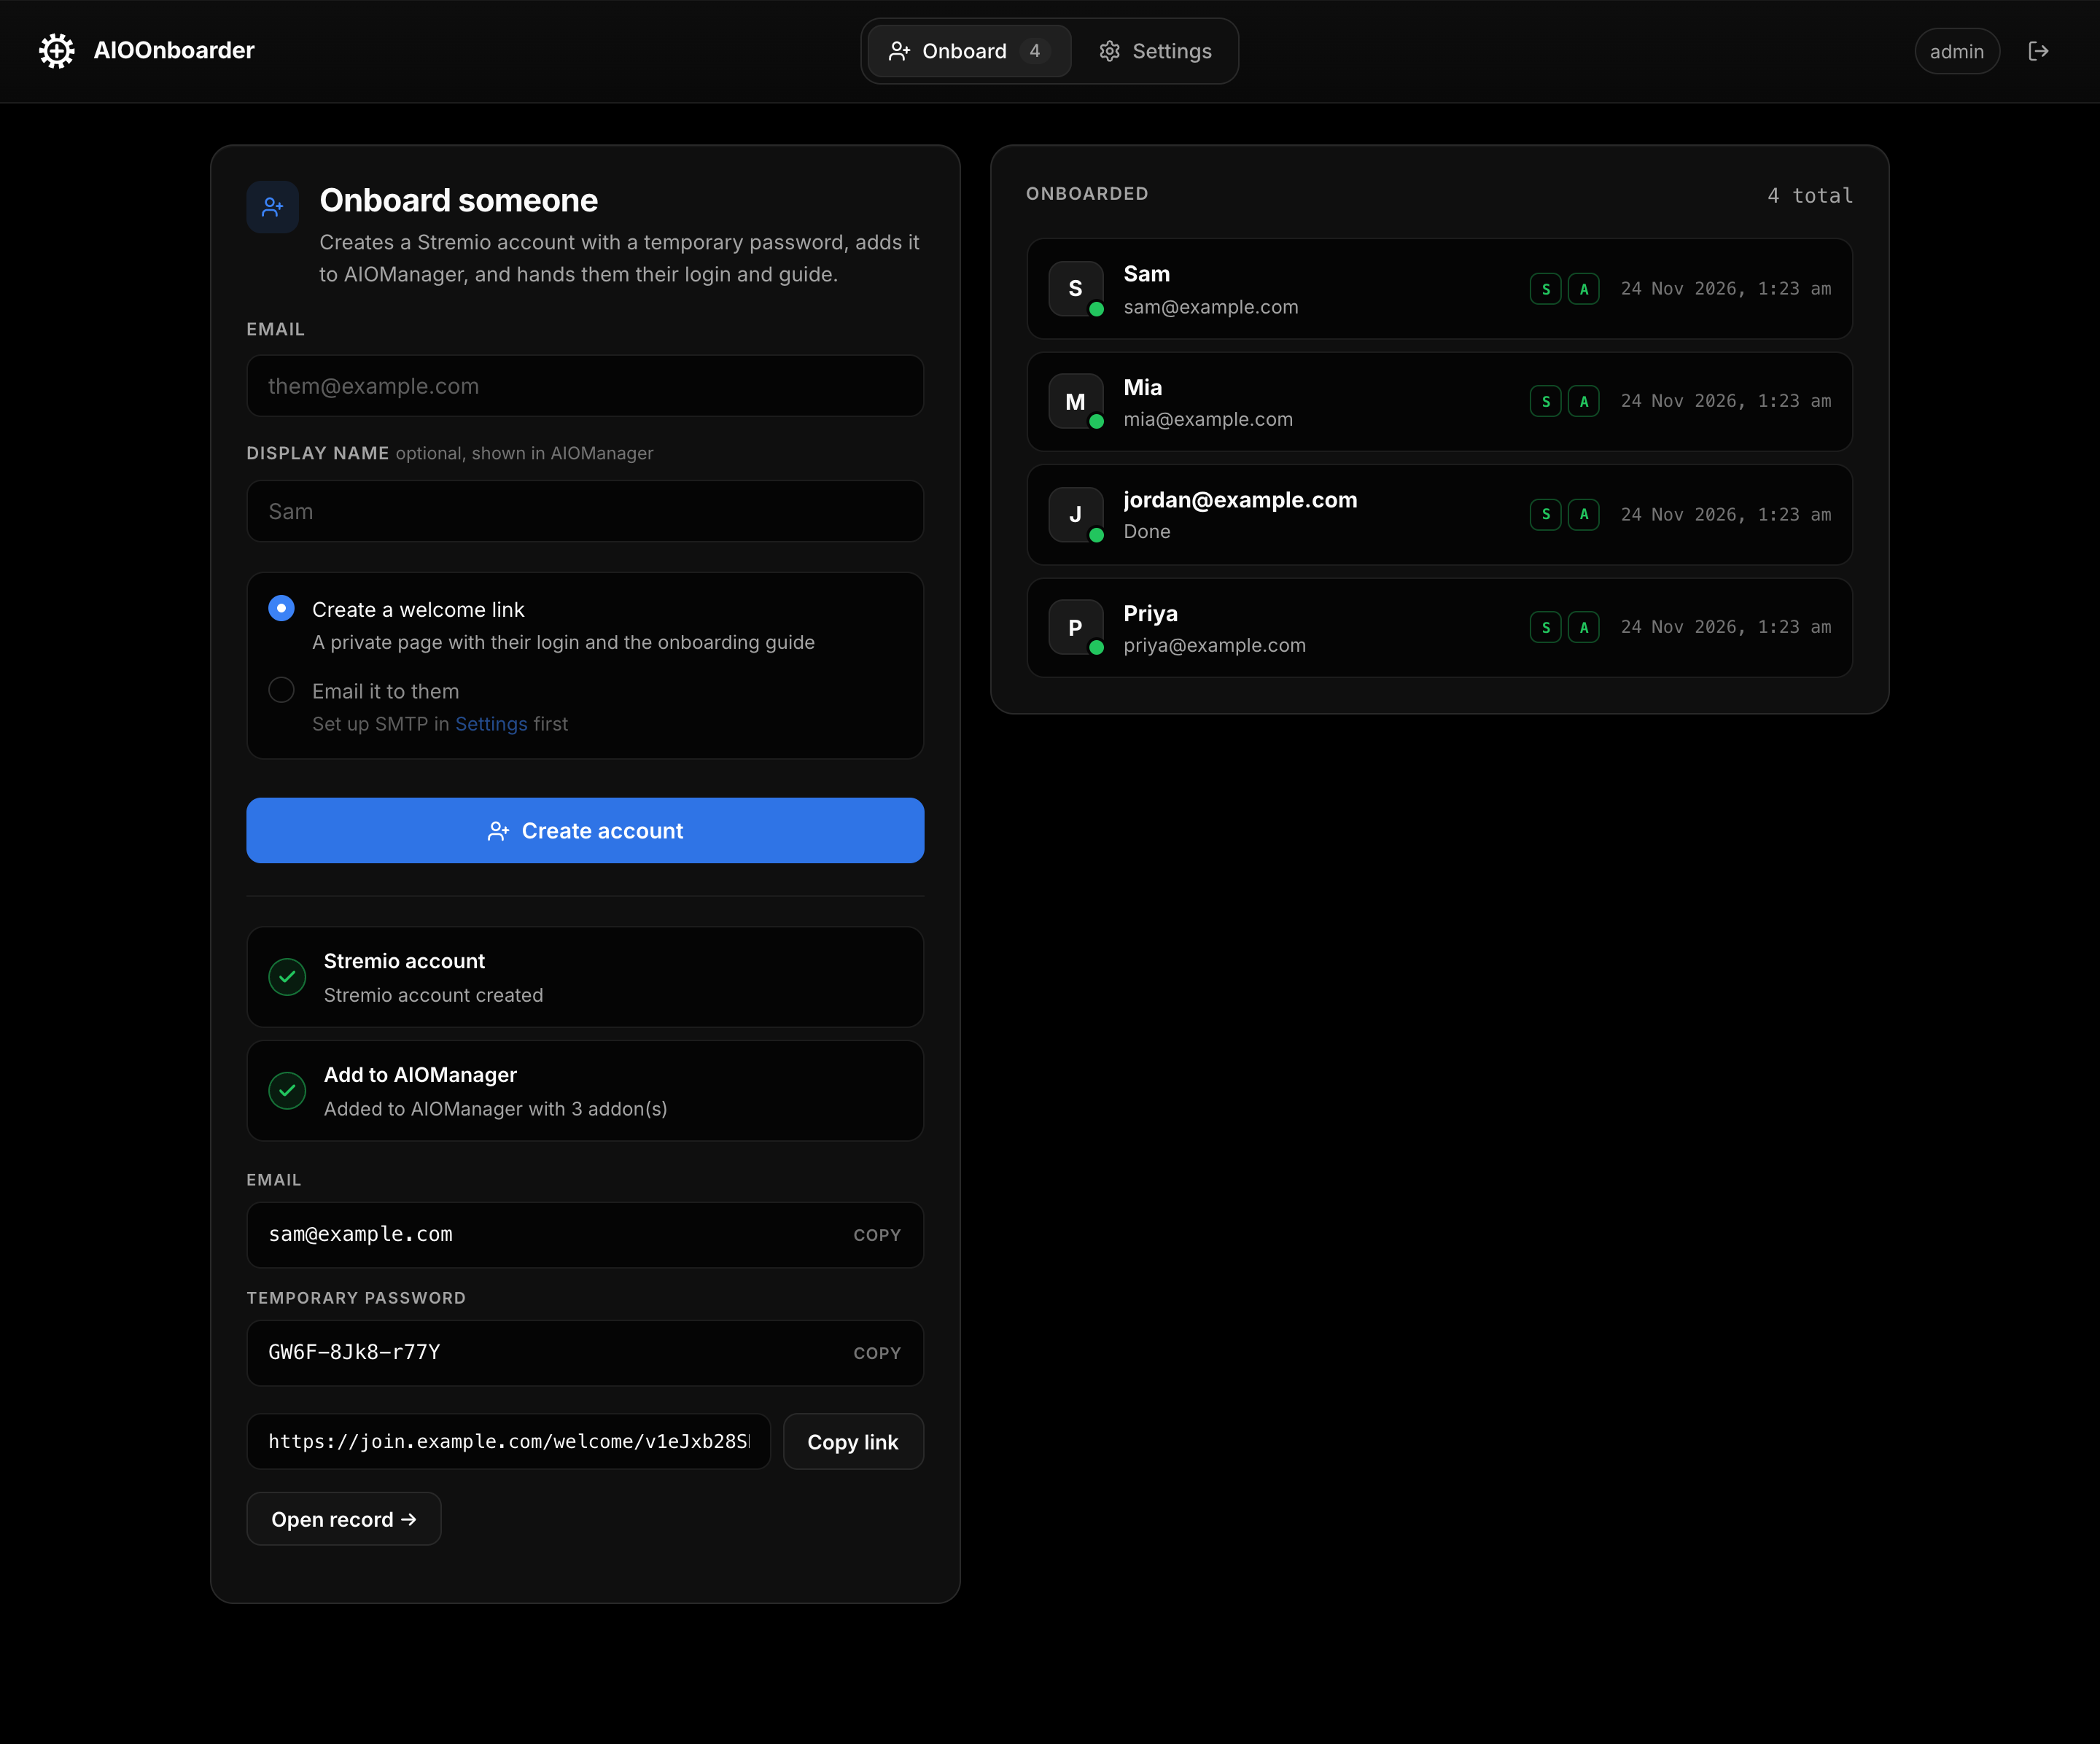 AIOOnboarder
Onboard 4
Settings
admin
Onboard someone
Creates a Stremio account with a temporary password, adds it
to AIOManager, and hands them their login and guide.
EMAIL
them@example.com
DISPLAY NAME optional, shown in AIOManager
Sam
Create a welcome link
A private page with their login and the onboarding guide
Email it to them
Set up SMTP in Settings first
Create account
Stremio account
Stremio account created
Add to AIOManager
Added to AIOManager with 3 addon(s)
EMAIL
sam@example.com COPY
TEMPORARY PASSWORD
GW6F-8Jk8-r77Y COPY
https://join.example.com/welcome/v1eJxb28S
Copy link
Open record →
ONBOARDED
4 total
S
Sam
sam@example.com
S A 24 Nov 2026, 1:23 am
M
Mia
mia@example.com
S A 24 Nov 2026, 1:23 am
J
jordan@example.com
Done
S A 24 Nov 2026, 1:23 am
P
Priya
priya@example.com
S A 24 Nov 2026, 1:23 am